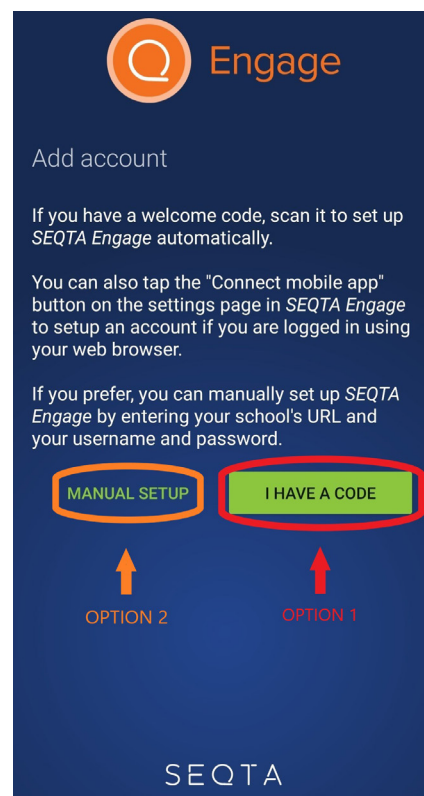 Engage
Add account
If you have a welcome code, scan it to set up
SEQTA Engage automatically.
You can also tap the "Connect mobile app"
button on the settings page in SEQTA Engage
to setup an account if you are logged in using
your web browser.
If you prefer, you can manually set up SEQTA
Engage by entering your school's URL and
your username and password.
MANUAL SETUP I HAVE A CODE
OPTION 2 OPTION 1
SEQTA